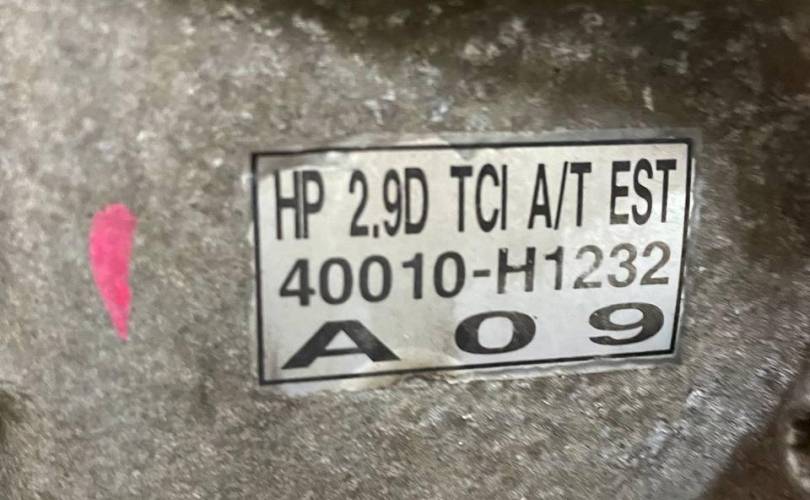 HP 2.9D TCI A/T EST
40010-H1232
A 0 9